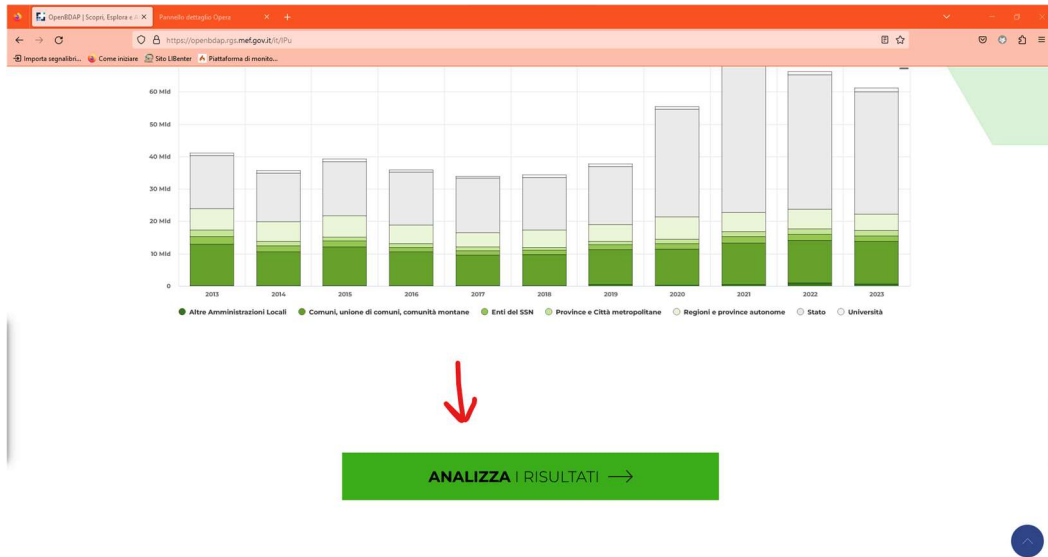 OpenBDAP | Scopri, Esplora e A
Pannello dettaglio Opera
https://openbdap.rgs.mef.gov.it/it/IPu
Importa segnalibri...
Come iniziare
Sito LIBenter
Piattaforma di monito...
60 Mld
50 Mld
40 Mld
30 Mld
20 Mld
10 Mld
0
2013 2014 2015 2016 2017 2018 2019 2020 2021 2022 2023
Altre Amministrazioni Locali Comuni, unione di comuni, comunità montane Enti del SSN Province e Città metropolitane Regioni e province autonome Stato Università
ANALIZZA I RISULTATI →